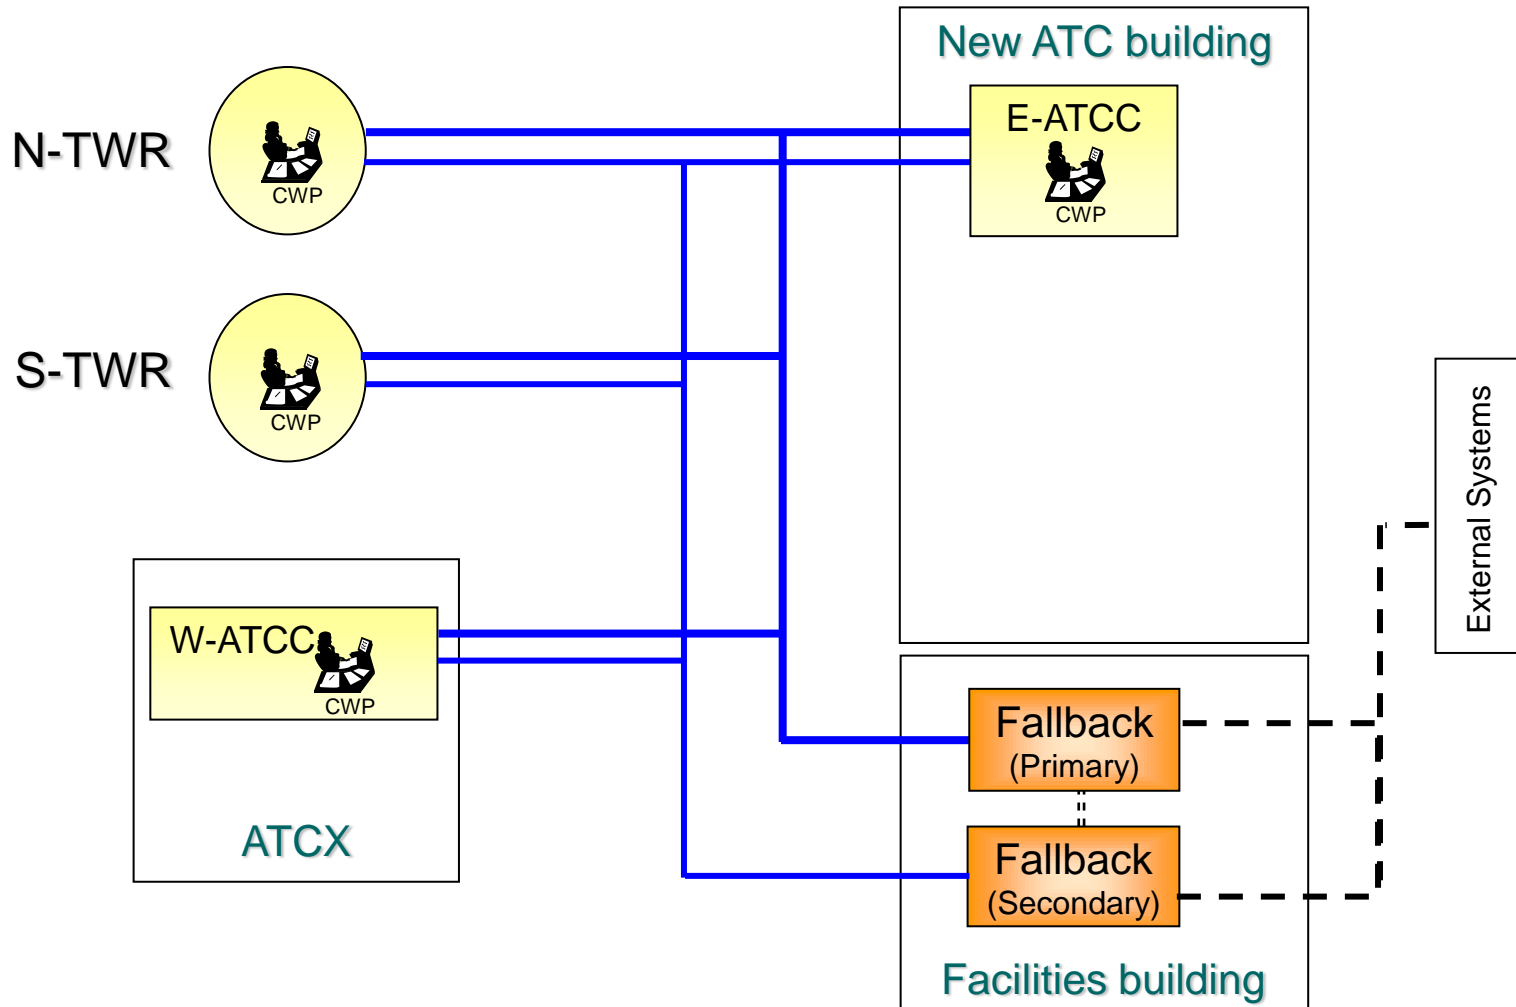 New ATC building
N-TWR
CWP
E-ATCC
CWP
S-TWR
CWP
External Systems
W-ATCC
CWP
ATCX
Fallback
(Primary)
Fallback
(Secondary)
Facilities building